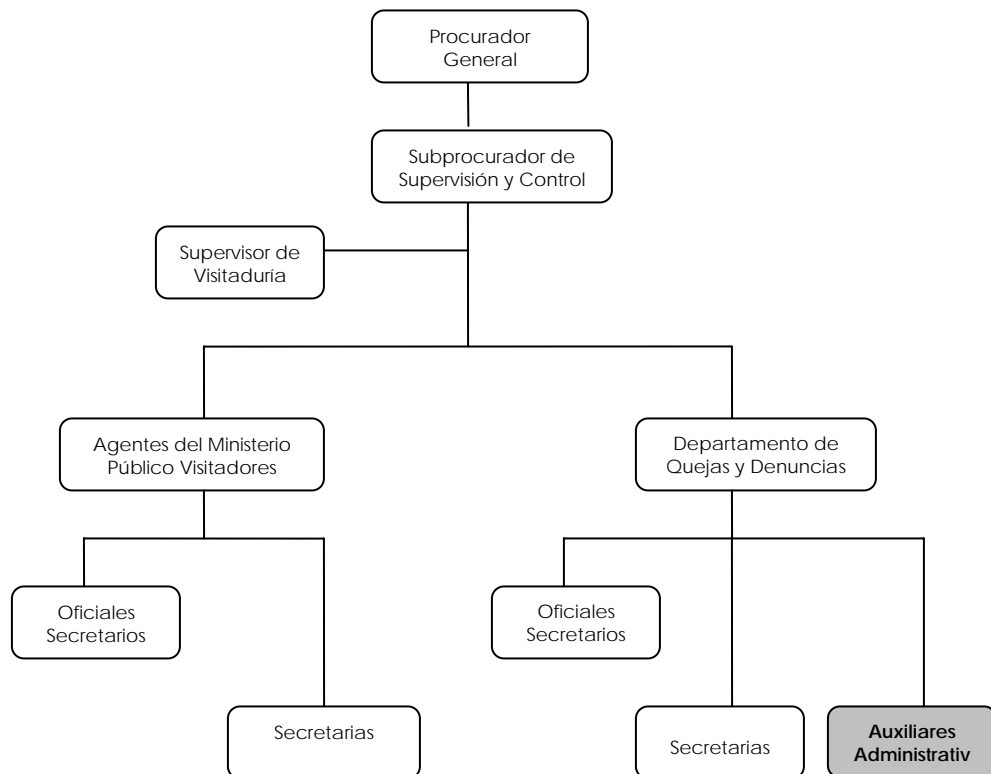 Procurador
General
Subprocurador de
Supervisión y Control
Supervisor de
Visitaduría
Agentes del Ministerio
Público Visitadores
Departamento de
Quejas y Denuncias
Oficiales
Secretarios
Oficiales
Secretarios
Secretarias
Secretarias
Auxiliares
Administrativ